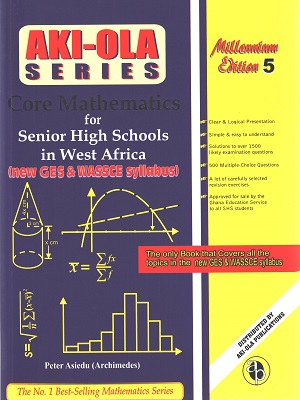 AKI-OLA
SERIES
Millennium
Edition 5
Core Mathematics
for
Senior High Schools
in West Africa
(new GES & WASSCE syllabus)
Clear & Logical Presentation
Simple & easy to understand
Solutions to over 1500
likely examination questions
500 Multiple-Choice Questions
A lot of carefully selected
revision exercises
Approved for sale by the
Ghana Education Service
to all SHS students
x cm
The only Book that Covers all the
topics in the new GES & WASSCE syllabus
x̄ = Σfx / Σf
s = √(1/n Σ(x-x̄)²)
DISTRIBUTED BY
AKI-OLA PUBLICATIONS
Peter Asiedu (Archimedes)
The No. 1 Best-Selling Mathematics Series